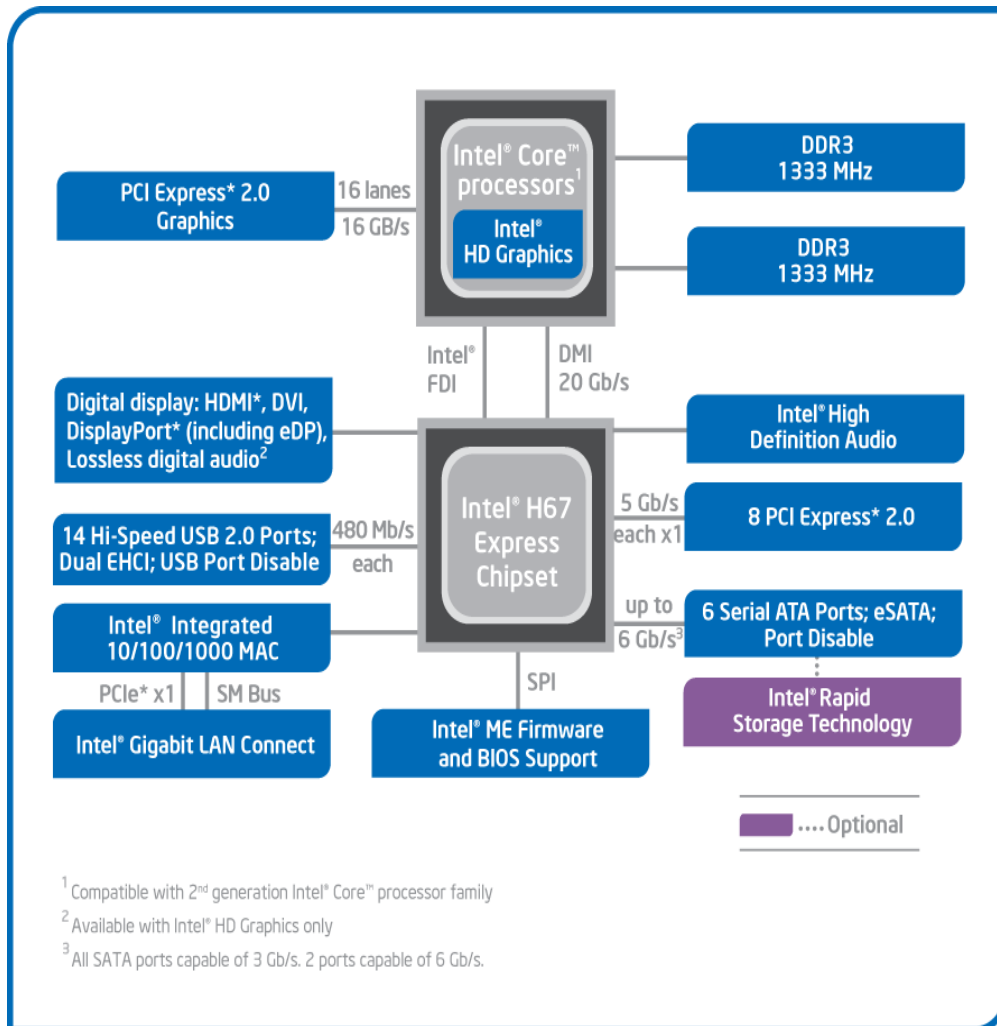 Intel® Core™
processors¹
Intel®
HD Graphics
DDR3
1333 MHz
DDR3
1333 MHz
PCI Express* 2.0
Graphics
16 lanes
16 GB/s
Intel®
FDI
DMI
20 Gb/s
Digital display: HDMI*, DVI,
DisplayPort* (including eDP),
Lossless digital audio²
Intel® High
Definition Audio
Intel® H67
Express
Chipset
14 Hi-Speed USB 2.0 Ports;
Dual EHCI; USB Port Disable
480 Mb/s
each
5 Gb/s
each x1
8 PCI Express* 2.0
Intel® Integrated
10/100/1000 MAC
up to
6 Gb/s³
6 Serial ATA Ports; eSATA;
Port Disable
PCIe* x1
SM Bus
SPI
Intel® Rapid
Storage Technology
Intel® Gigabit LAN Connect
Intel® ME Firmware
and BIOS Support
.... Optional
¹ Compatible with 2ⁿᵈ generation Intel® Core™ processor family
² Available with Intel® HD Graphics only
³ All SATA ports capable of 3 Gb/s. 2 ports capable of 6 Gb/s.